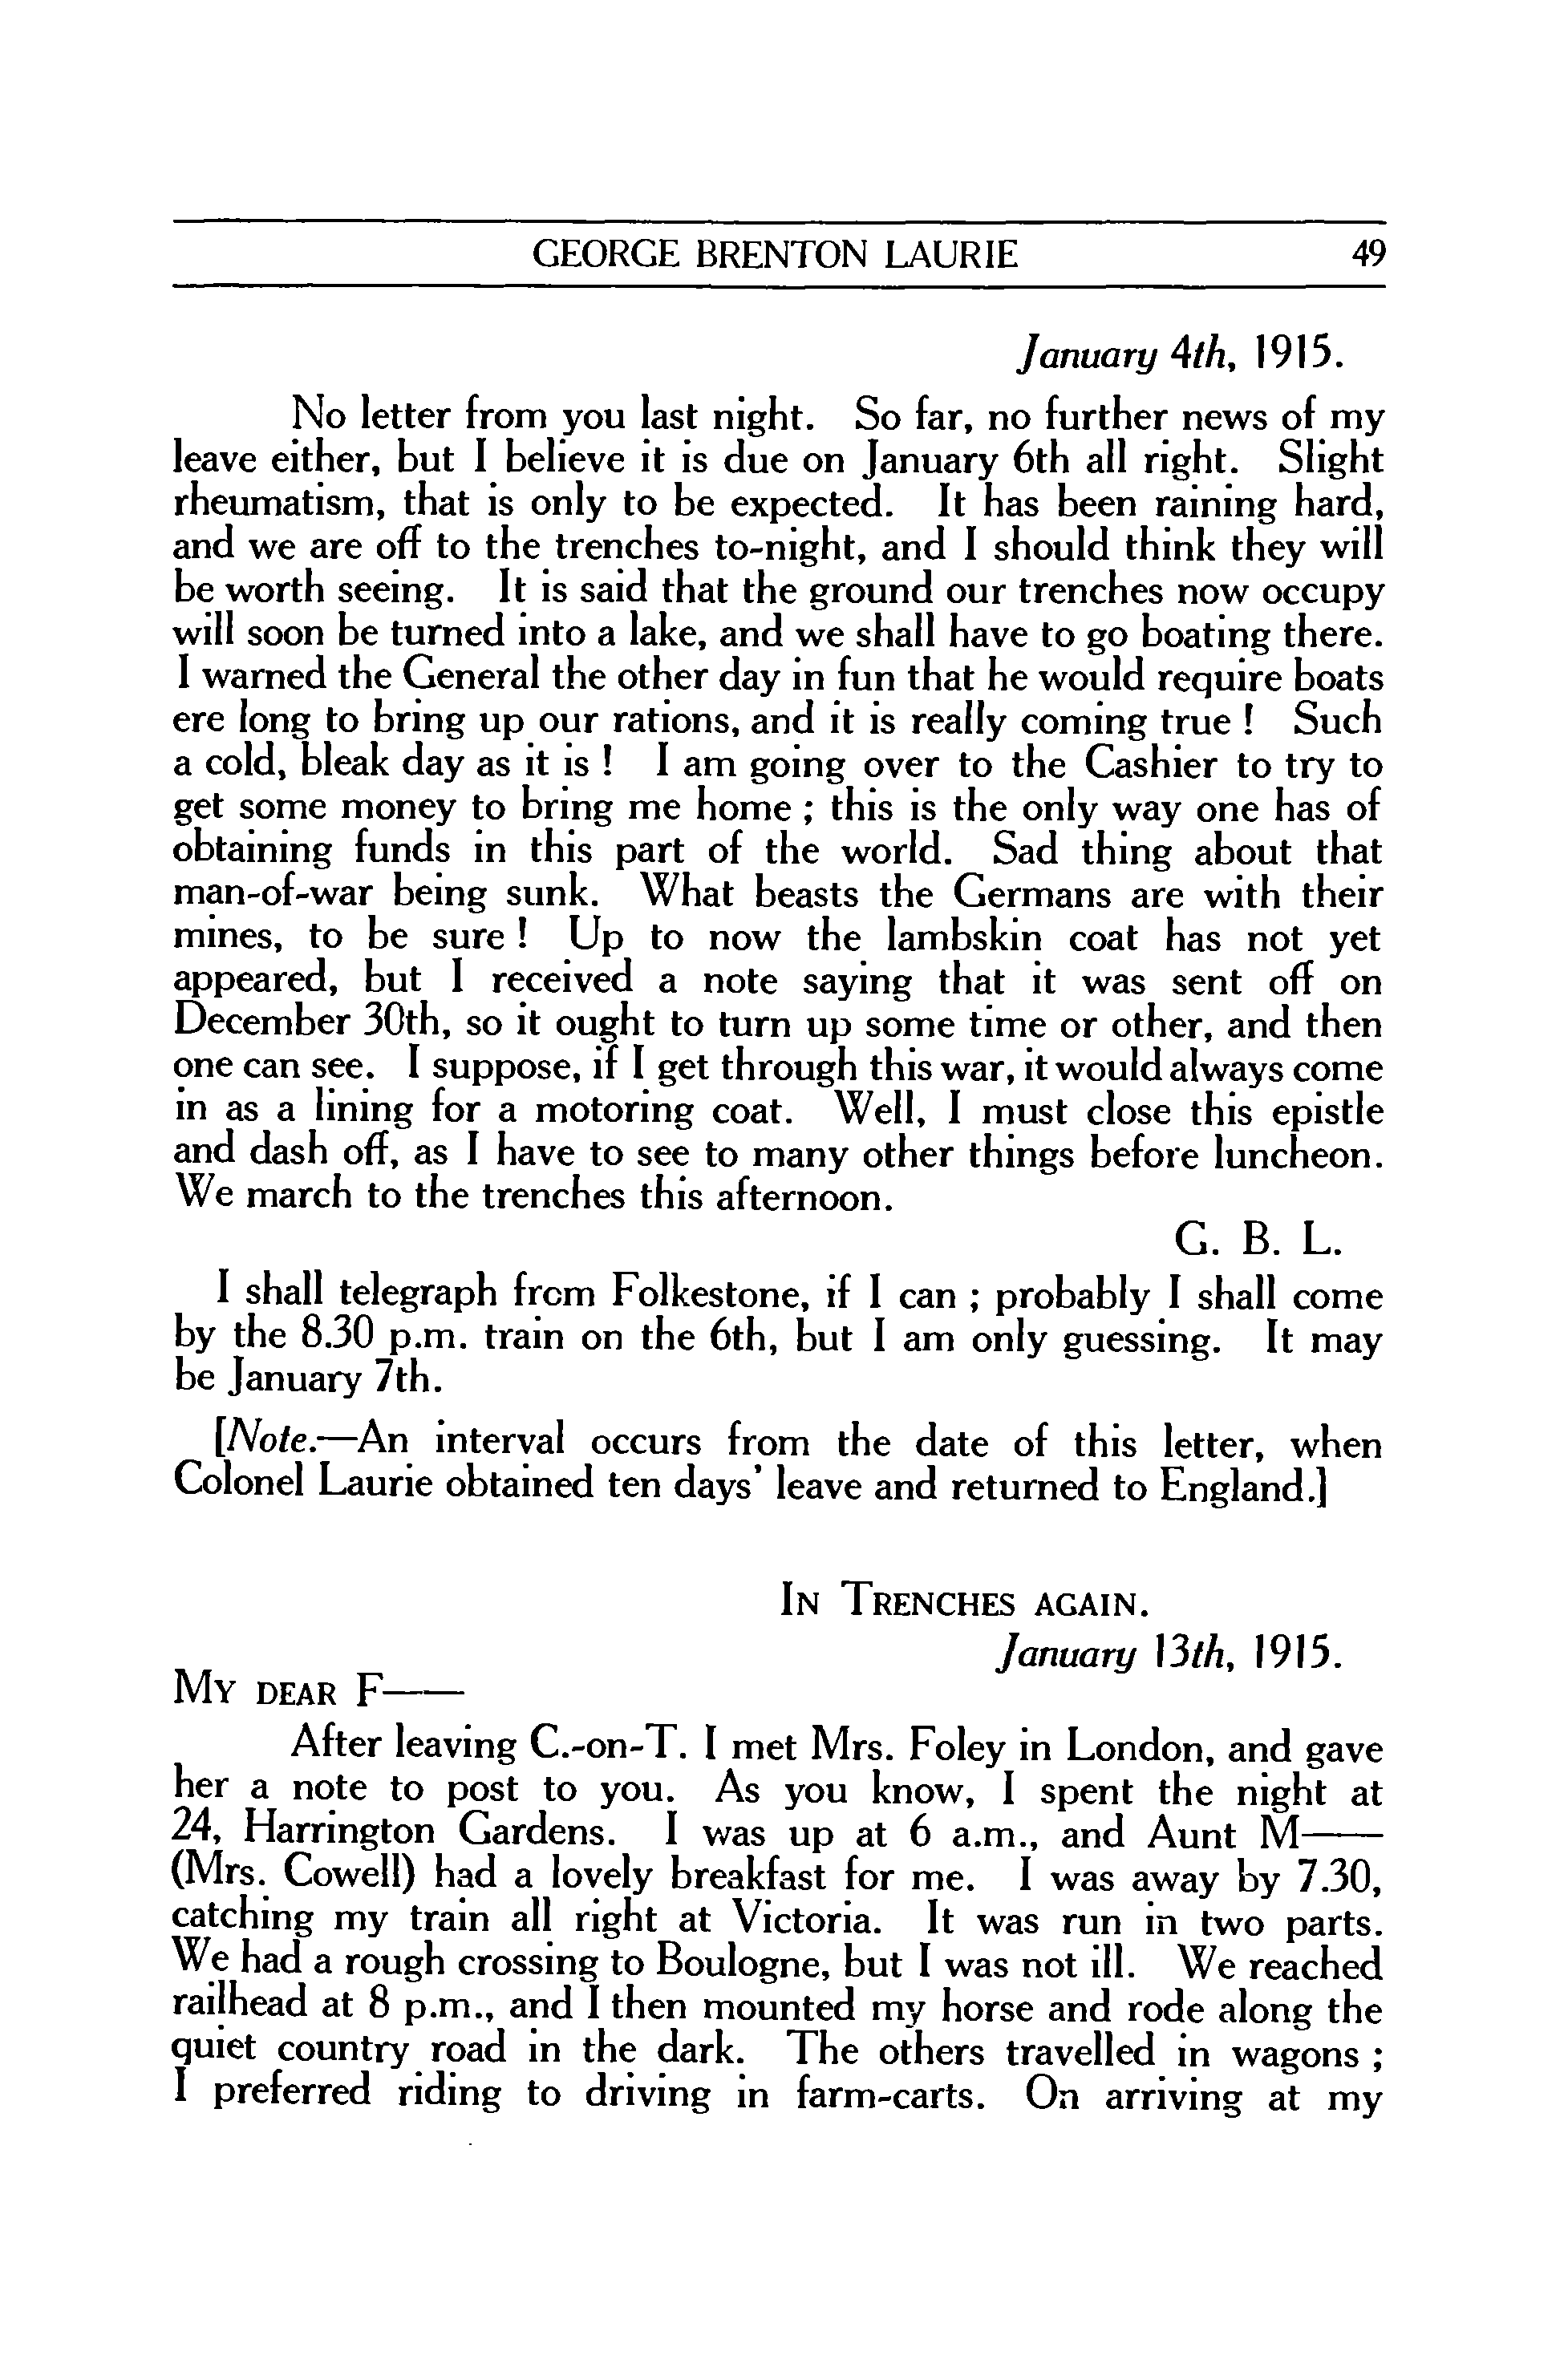 GEORGE BRENTON LAURIE 49
January 4th, 1915.
No letter from you last night. So far, no further news of my
leave either, but I believe it is due on January 6th all right. Slight
rheumatism, that is only to be expected. It has been raining hard,
and we are off to the trenches to-night, and I should think they will
be worth seeing. It is said that the ground our trenches now occupy
will soon be turned into a lake, and we shall have to go boating there.
I warned the General the other day in fun that he would require boats
ere long to bring up our rations, and it is really coming true ! Such
a cold, bleak day as it is ! I am going over to the Cashier to try to
get some money to bring me home ; this is the only way one has of
obtaining funds in this part of the world. Sad thing about that
man-of-war being sunk. What beasts the Germans are with their
mines, to be sure ! Up to now the lambskin coat has not yet
appeared, but I received a note saying that it was sent off on
December 30th, so it ought to turn up some time or other, and then
one can see. I suppose, if I get through this war, it would always come
in as a lining for a motoring coat. Well, I must close this epistle
and dash off, as I have to see to many other things before luncheon.
We march to the trenches this afternoon.
G. B. L.
I shall telegraph from Folkestone, if I can ; probably I shall come
by the 8.30 p.m. train on the 6th, but I am only guessing. It may
be January 7th.
[Note.—An interval occurs from the date of this letter, when
Colonel Laurie obtained ten days' leave and returned to England.]
IN TRENCHES AGAIN.
January 13th, 1915.
MY DEAR F——
After leaving C.-on-T. I met Mrs. Foley in London, and gave
her a note to post to you. As you know, I spent the night at
24, Harrington Gardens. I was up at 6 a.m., and Aunt M——
(Mrs. Cowell) had a lovely breakfast for me. I was away by 7.30,
catching my train all right at Victoria. It was run in two parts.
We had a rough crossing to Boulogne, but I was not ill. We reached
railhead at 8 p.m., and I then mounted my horse and rode along the
quiet country road in the dark. The others travelled in wagons ;
I preferred riding to driving in farm-carts. On arriving at my